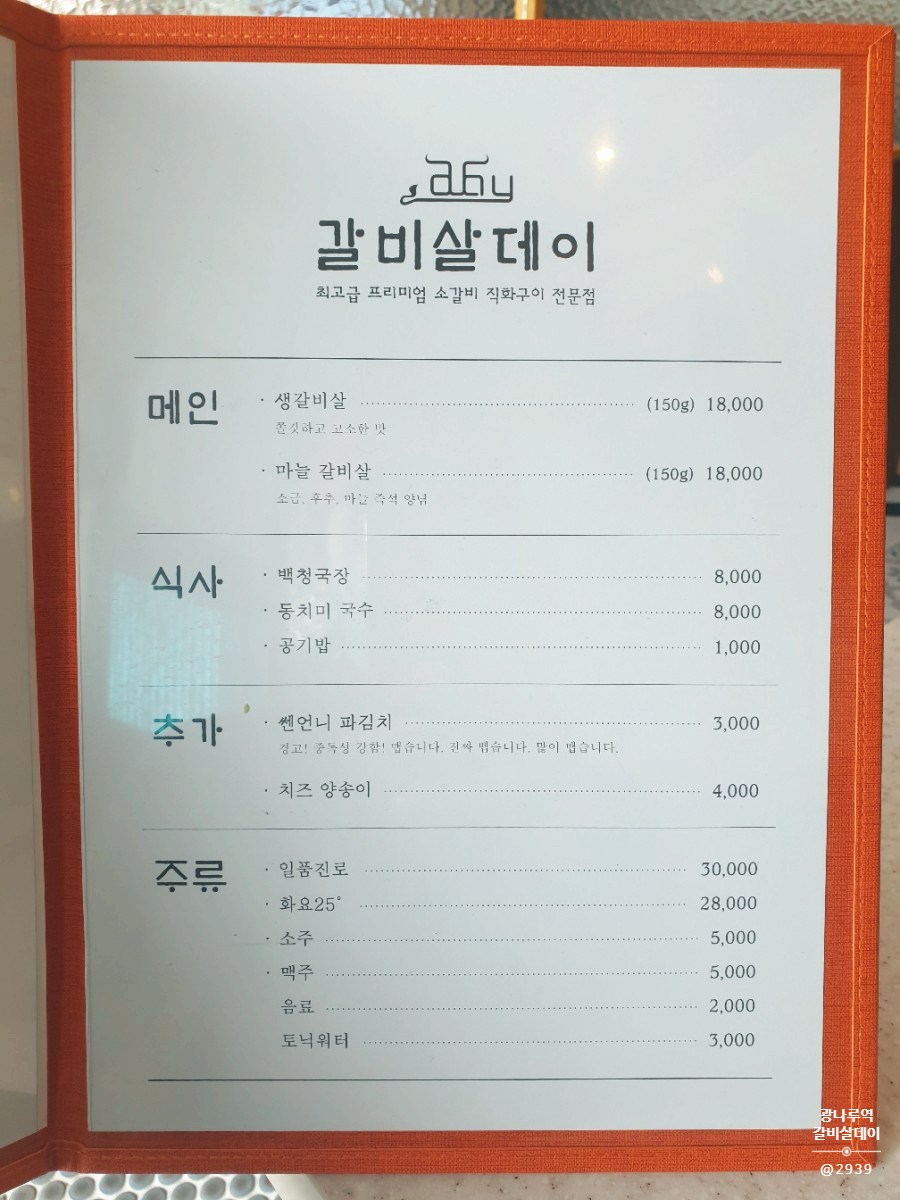 갈비살데이
최고급 프리미엄 소갈비 직화구이 전문점
메인
· 생갈비살 (150g) 18,000
쫄깃하고 고소한 맛
· 마늘 갈비살 (150g) 18,000
소금, 후추, 마늘 즉석 양념
식사
· 백청국장 8,000
· 동치미 국수 8,000
· 공기밥 1,000
추가
· 쎈언니 파김치 3,000
경고! 중독성 강함! 맵습니다. 진짜 맵습니다. 많이 맵습니다.
· 치즈 양송이 4,000
주류
· 일품진로 30,000
· 화요25° 28,000
· 소주 5,000
· 맥주 5,000
음료 2,000
토닉워터 3,000
광나루역
갈비살데이
@2939